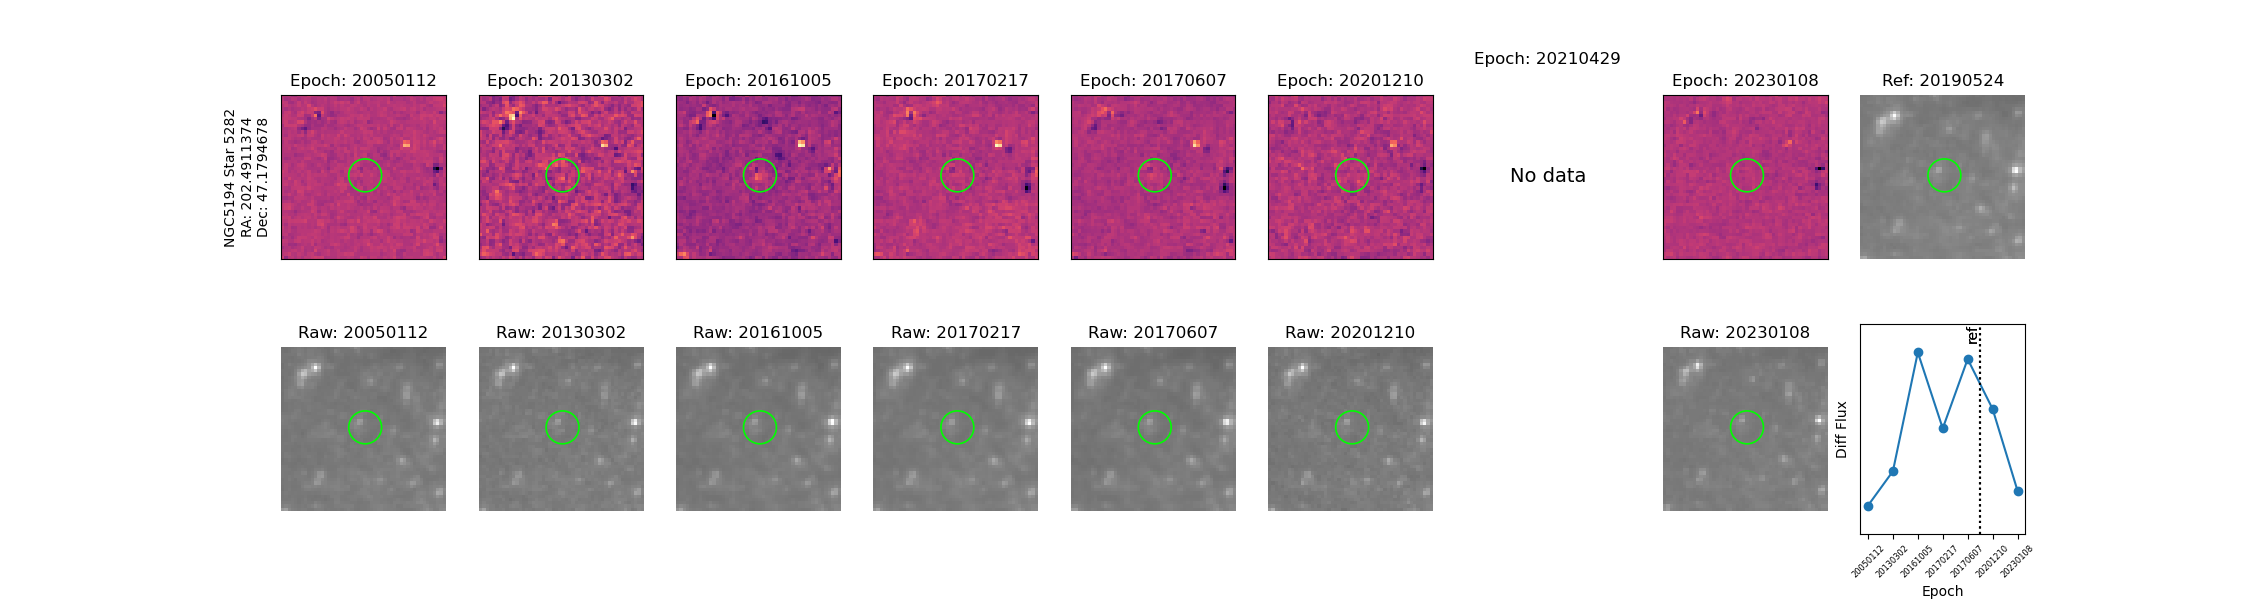 NGC5194 Star 5282
RA: 202.4911374
Dec: 47.1794678
Epoch: 20050112
Epoch: 20130302
Epoch: 20161005
Epoch: 20170217
Epoch: 20170607
Epoch: 20201210
Epoch: 20210429
No data
Epoch: 20230108
Ref: 20190524
Raw: 20050112
Raw: 20130302
Raw: 20161005
Raw: 20170217
Raw: 20170607
Raw: 20201210
Raw: 20230108
Diff Flux
ref
20050112
20130302
20161005
20170217
20170607
20201210
20230108
Epoch